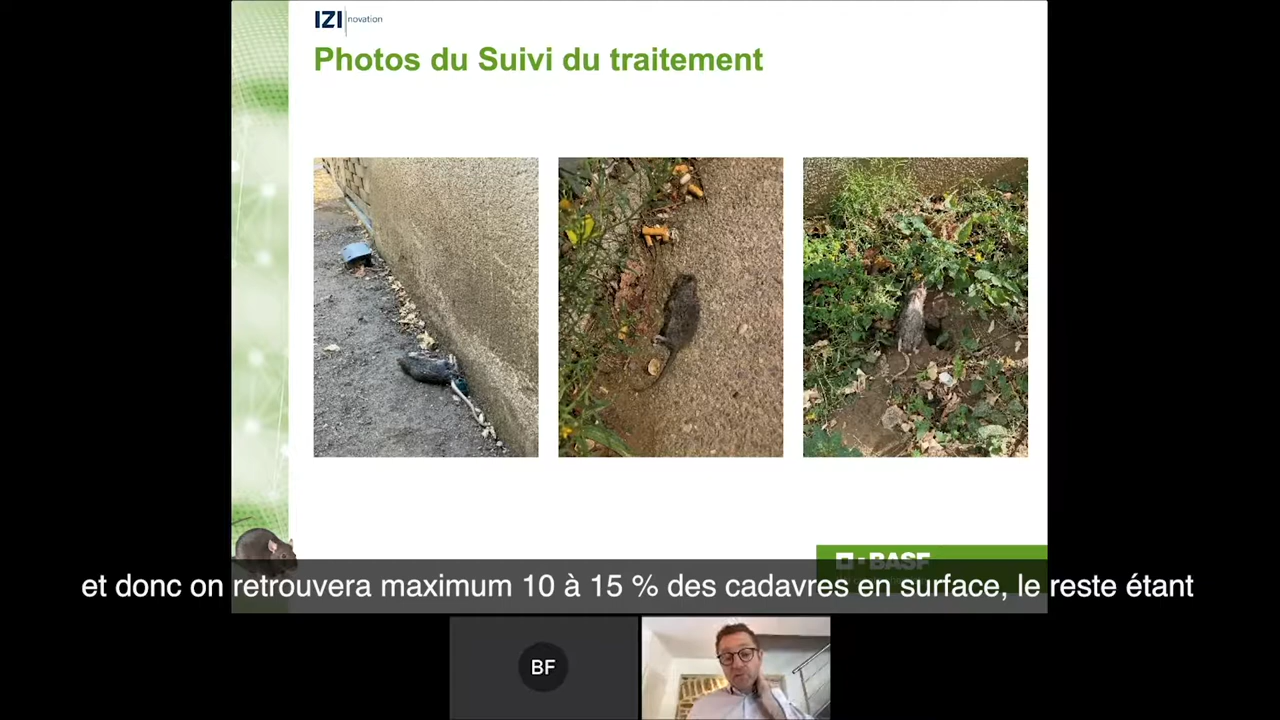 IZI novation
Photos du Suivi du traitement
BASF
et donc on retrouvera maximum 10 à 15 % des cadavres en surface, le reste étant
BF